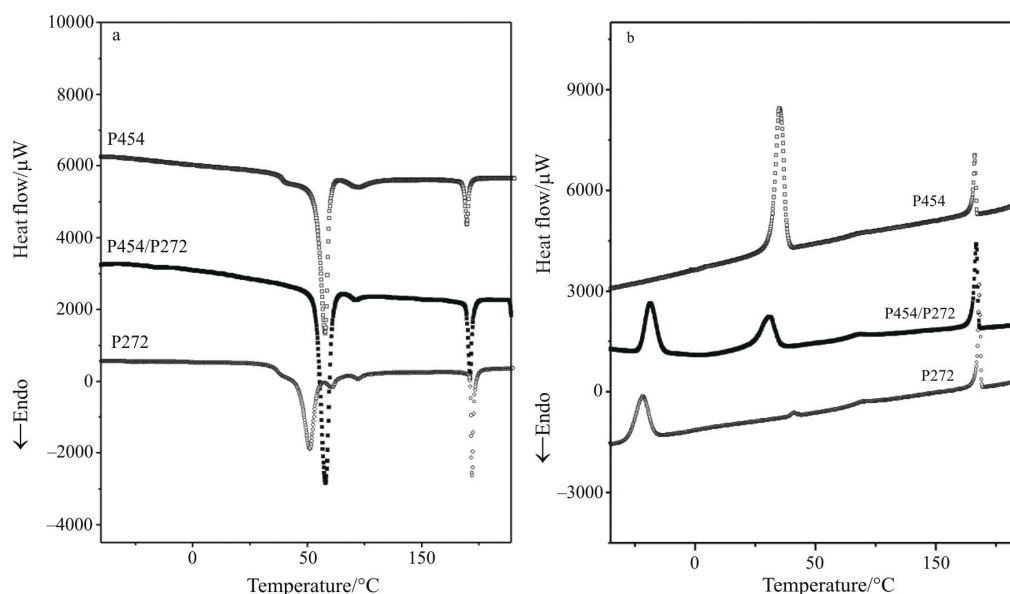 a
10000
8000
6000
4000
2000
0
–2000
–4000
Heat flow/µW
←Endo
P454
P454/P272
P272
0
50
150
Temperature/°C
b
9000
6000
3000
0
–3000
Heat flow/µW
←Endo
P454
P454/P272
P272
0
50
150
Temperature/°C